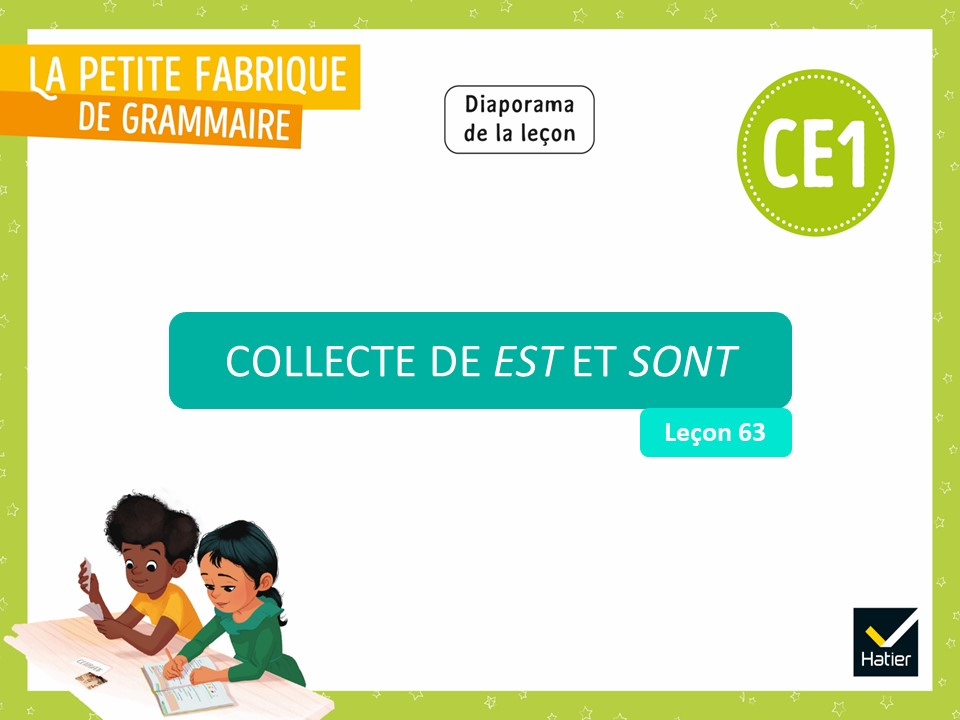 LA PETITE FABRIQUE
DE GRAMMAIRE
Diaporama
de la leçon
CE1
COLLECTE DE EST ET SONT
Leçon 63
Hatier